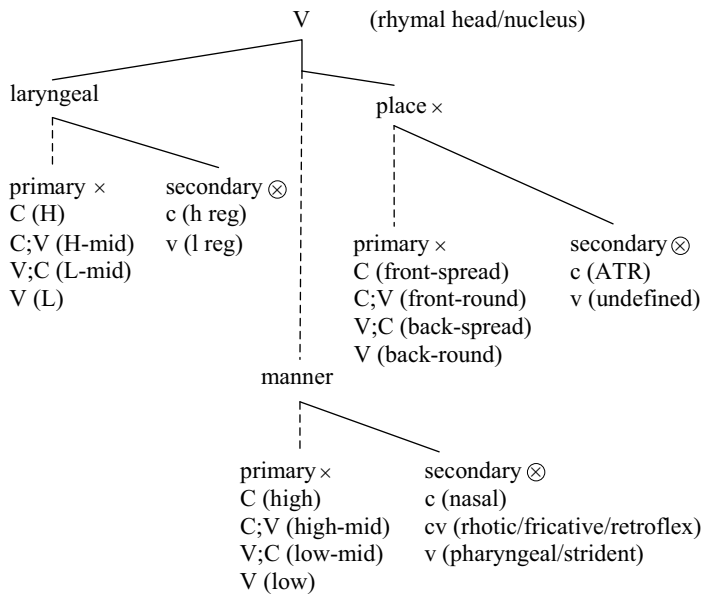 V (rhymal head/nucleus)
laryngeal
place ×
primary × secondary ⊗
C (H) c (h reg)
C;V (H-mid) v (l reg)
V;C (L-mid)
V (L)
primary × secondary ⊗
C (front-spread) c (ATR)
C;V (front-round) v (undefined)
V;C (back-spread)
V (back-round)
manner
primary × secondary ⊗
C (high) c (nasal)
C;V (high-mid) cv (rhotic/fricative/retroflex)
V;C (low-mid) v (pharyngeal/strident)
V (low)